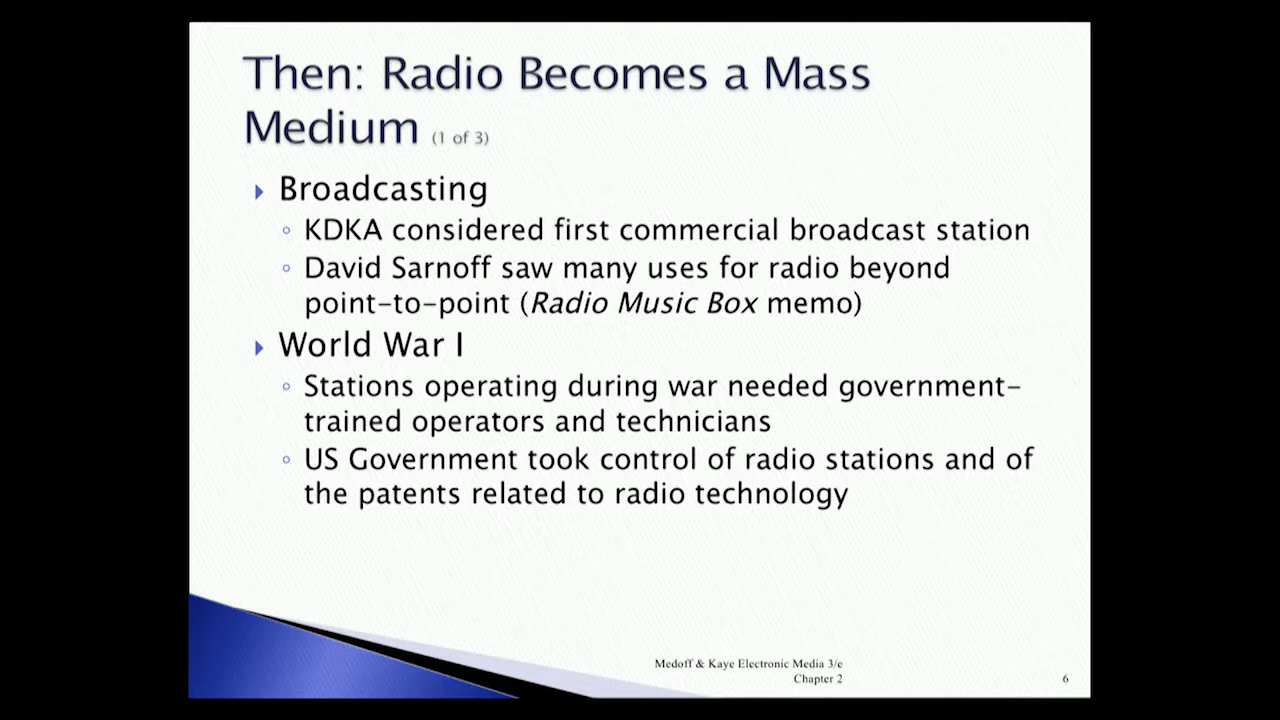 Then: Radio Becomes a Mass
Medium (1 of 3)
Broadcasting
KDKA considered first commercial broadcast station
David Sarnoff saw many uses for radio beyond
point-to-point (Radio Music Box memo)
World War I
Stations operating during war needed government-
trained operators and technicians
US Government took control of radio stations and of
the patents related to radio technology
Medoff & Kaye Electronic Media 3/e
Chapter 2
6